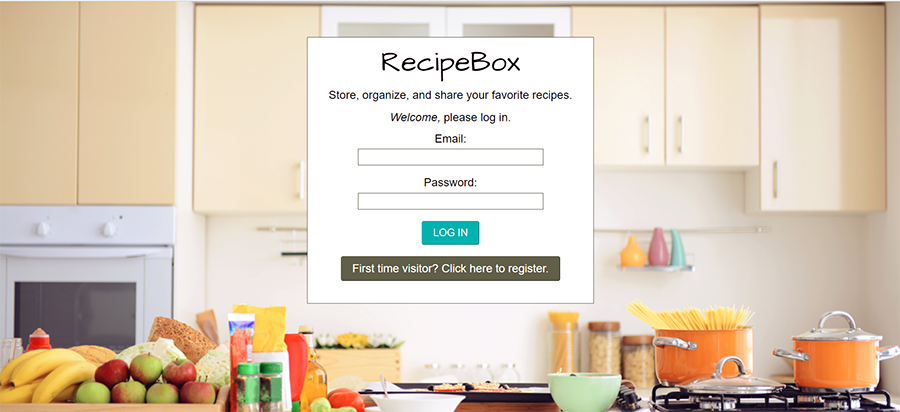 RecipeBox
Store, organize, and share your favorite recipes.
Welcome, please log in.
Email:
Password:
LOG IN
First time visitor? Click here to register.